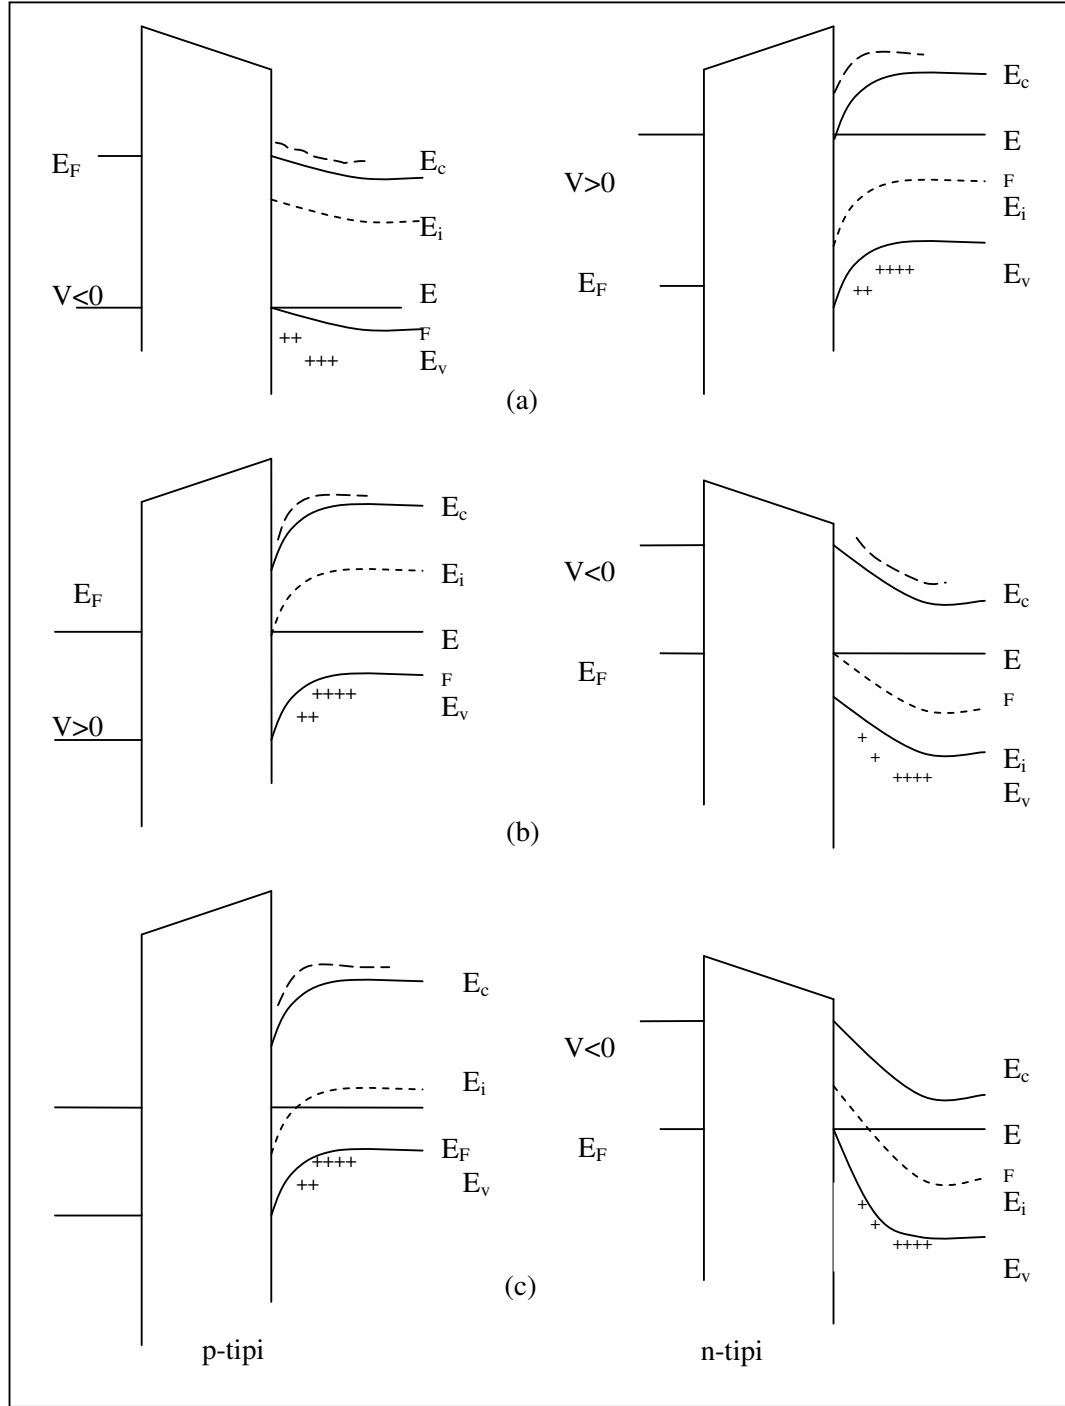 E_F
V<0
E_c
E_i
E
F
E_v
++
+++
V>0
E_F
E_c
E
F
E_i
E_v
++++
++
(a)
E_F
V>0
E_c
E_i
E
F
E_v
++++
++
V<0
E_F
E_c
E
F
E_i
E_v
+
+
++++
(b)
E_c
E_i
E_F
E_v
++++
++
V<0
E_F
E_c
E
F
E_i
E_v
+
+
++++
(c)
p-tipi
n-tipi